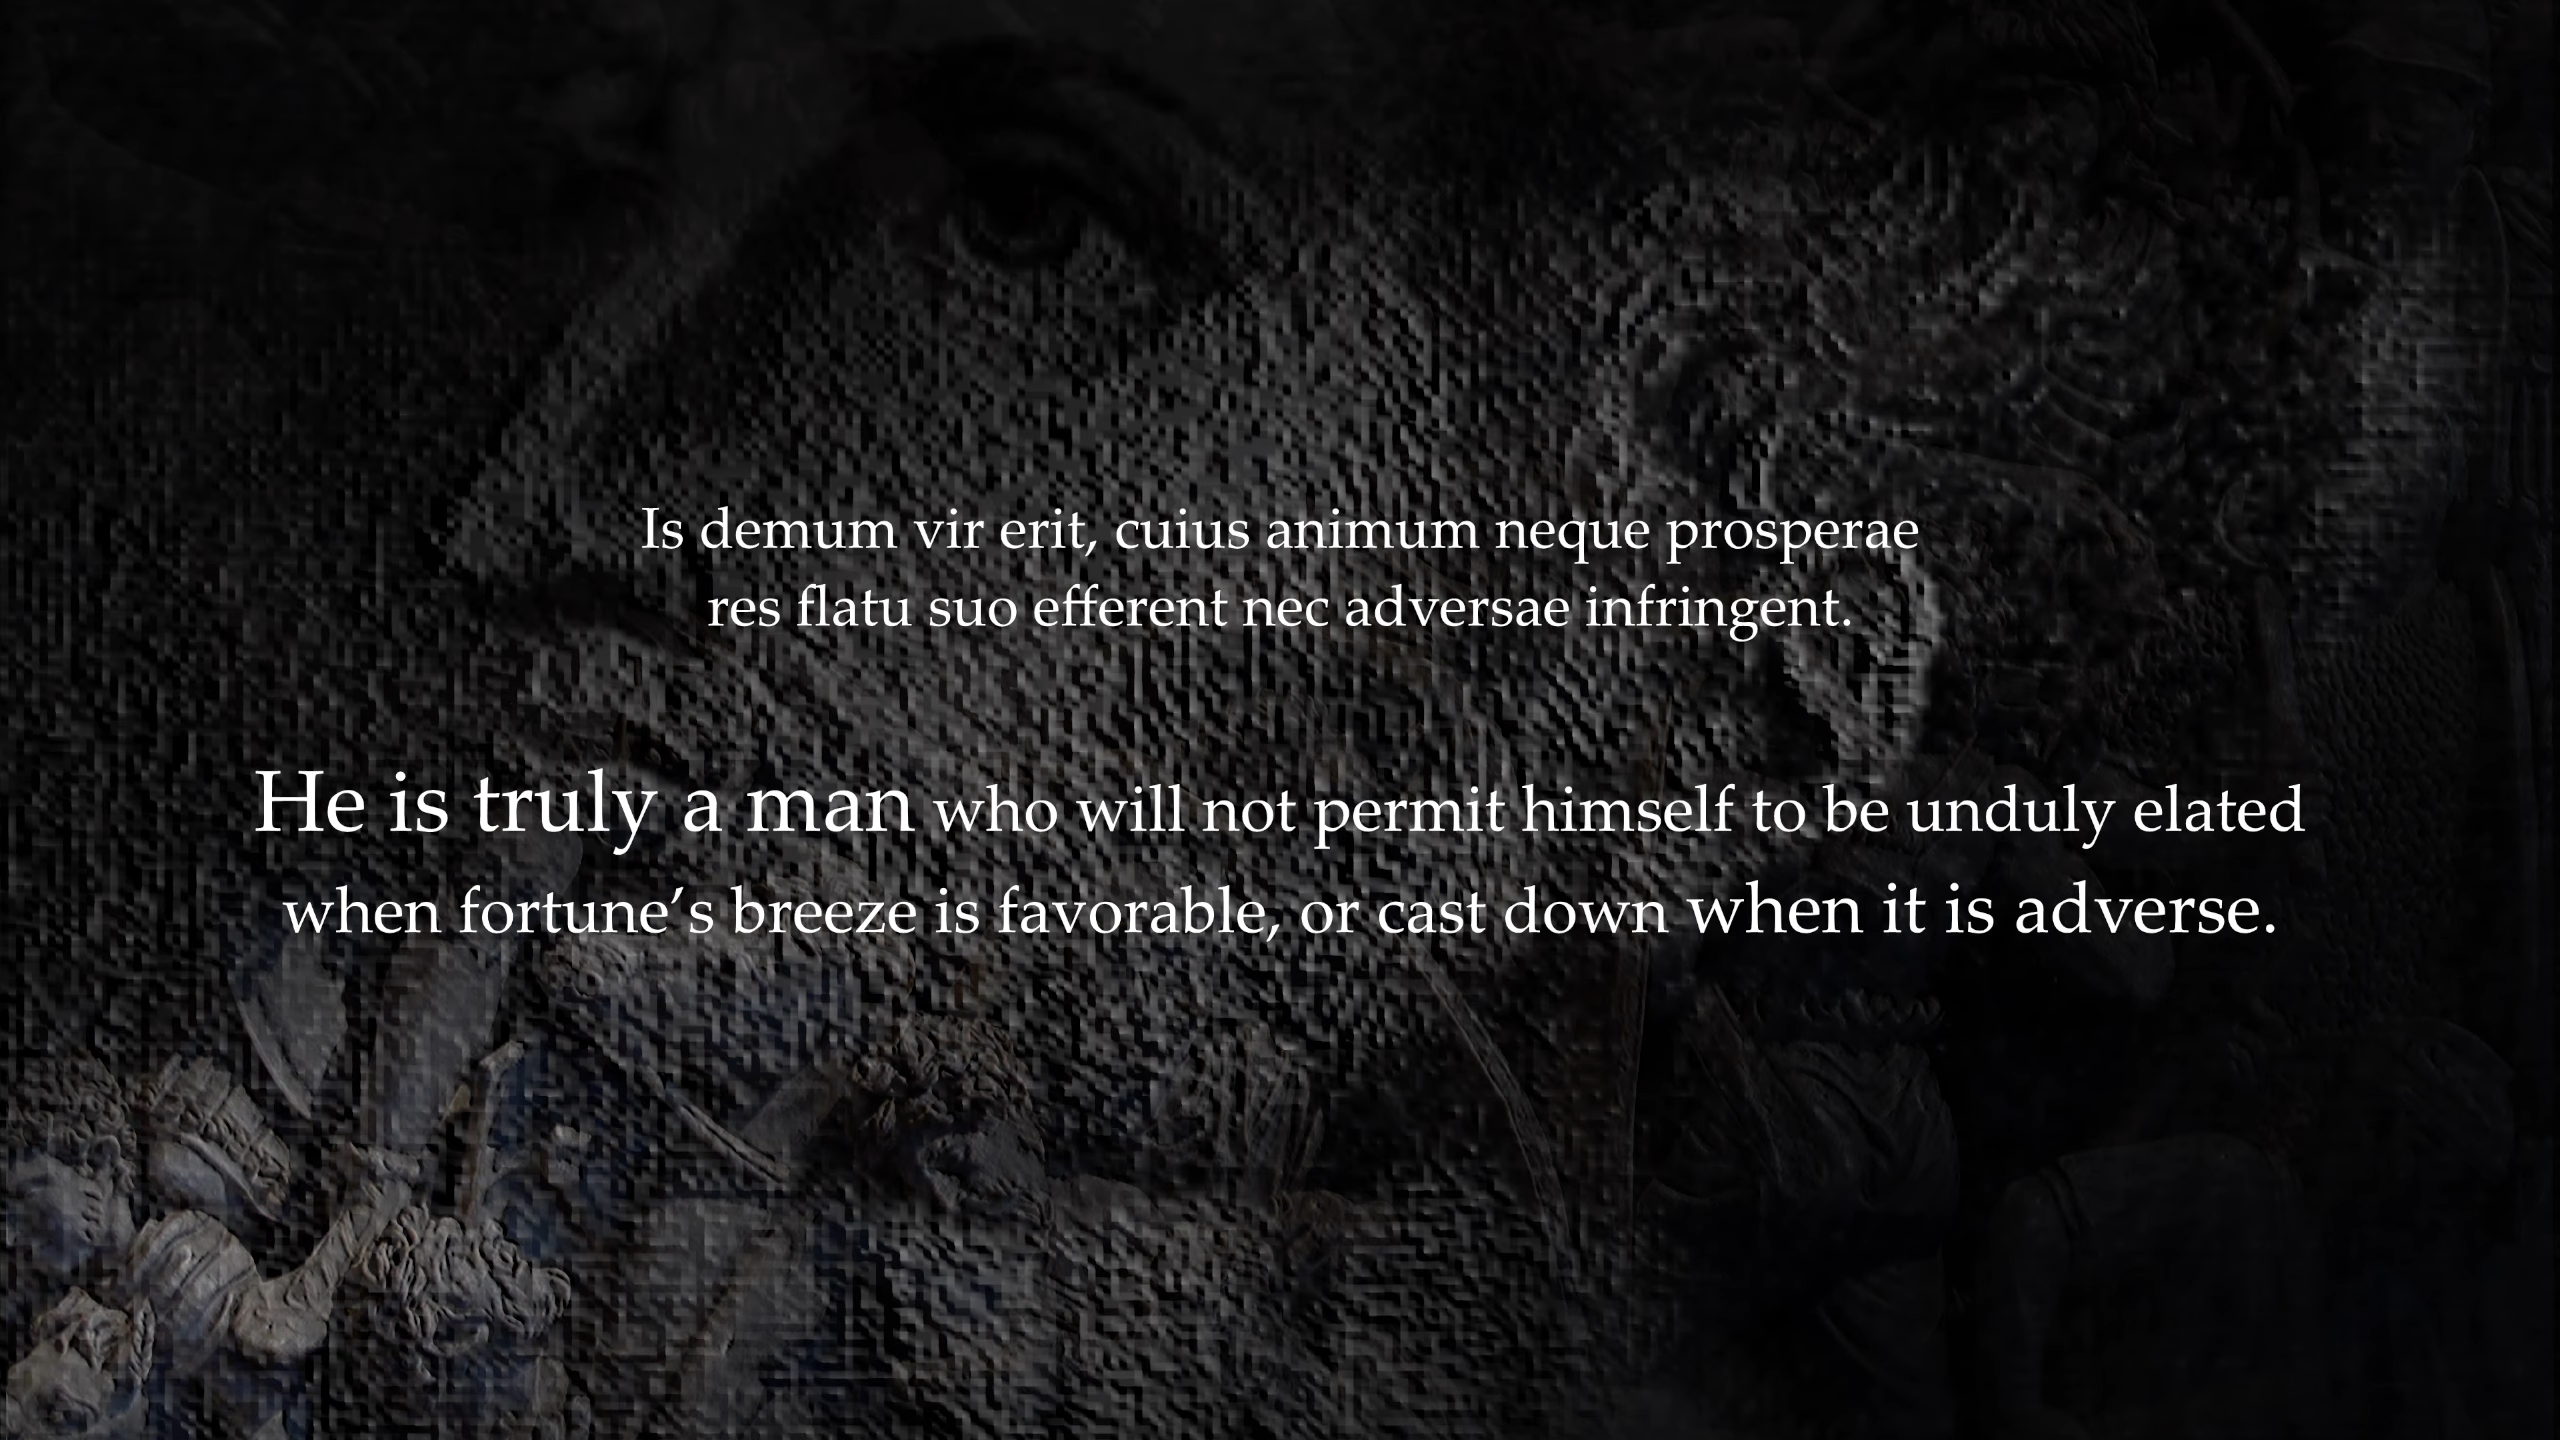 Is demum vir erit, cuius animum neque prosperae
res flatu suo efferent nec adversae infringent.
He is truly a man who will not permit himself to be unduly elated
when fortune’s breeze is favorable, or cast down when it is adverse.